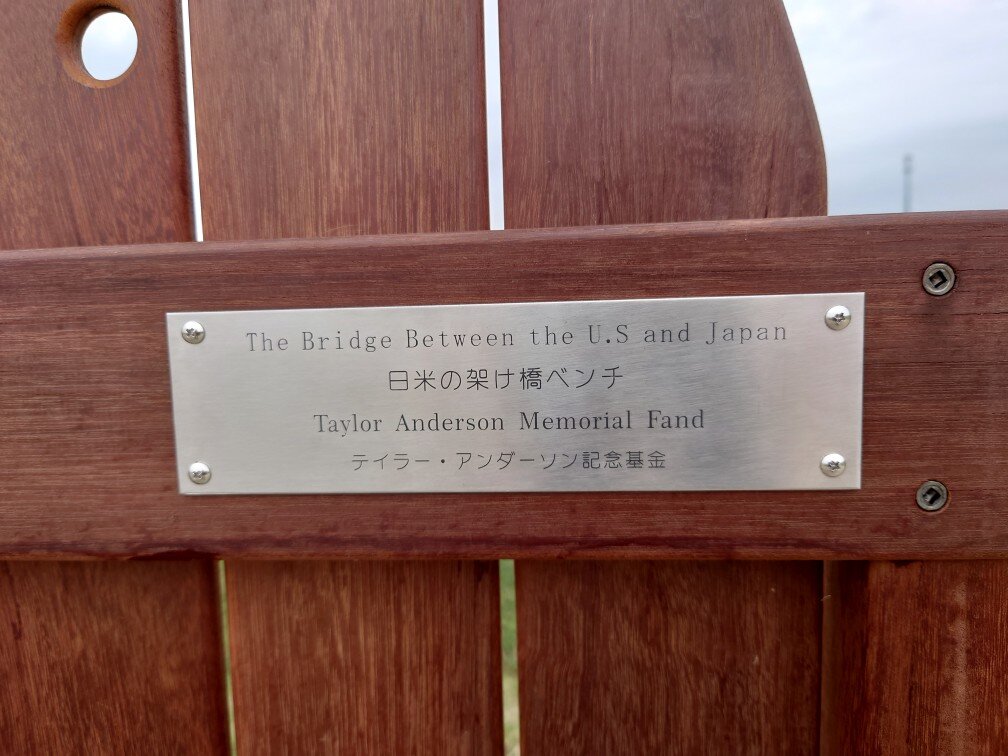 The Bridge Between the U.S and Japan
日米の架け橋ベンチ
Taylor Anderson Memorial Fand
テイラー・アンダーソン記念基金